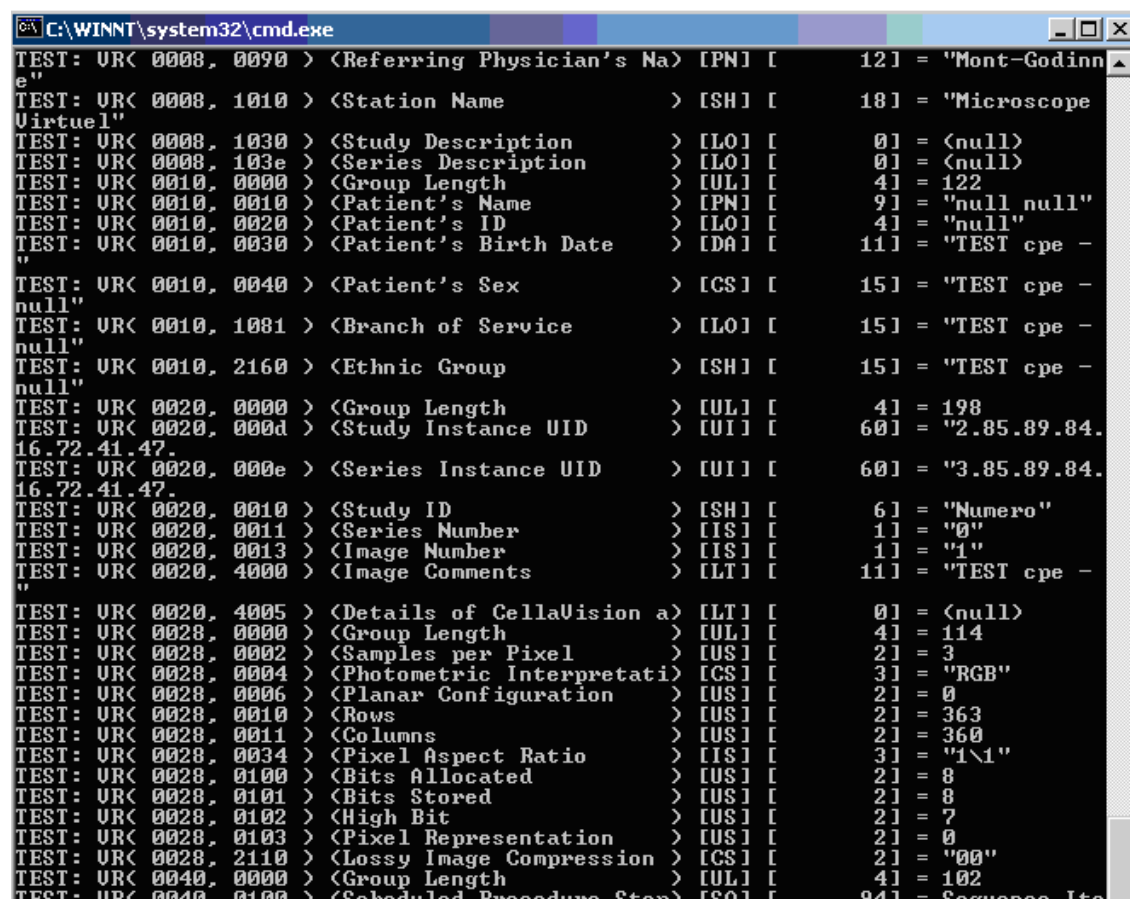 C:\WINNT\system32\cmd.exe
TEST: VR( 0008, 0090 ) (Referring Physician's Na) [PN] [ 12] = "Mont-Godinn
e"
TEST: VR( 0008, 1010 ) (Station Name ) [SH] [ 18] = "Microscope
Virtuel"
TEST: VR( 0008, 1030 ) (Study Description ) [LO] [ 0] = (null)
TEST: VR( 0008, 103e ) (Series Description ) [LO] [ 0] = (null)
TEST: VR( 0010, 0000 ) (Group Length ) [UL] [ 4] = 122
TEST: VR( 0010, 0010 ) (Patient's Name ) [PN] [ 9] = "null null"
TEST: VR( 0010, 0020 ) (Patient's ID ) [LO] [ 4] = "null"
TEST: VR( 0010, 0030 ) (Patient's Birth Date ) [DA] [ 11] = "TEST cpe -
"
TEST: VR( 0010, 0040 ) (Patient's Sex ) [CS] [ 15] = "TEST cpe -
null"
TEST: VR( 0010, 1081 ) (Branch of Service ) [LO] [ 15] = "TEST cpe -
null"
TEST: VR( 0010, 2160 ) (Ethnic Group ) [SH] [ 15] = "TEST cpe -
null"
TEST: VR( 0020, 0000 ) (Group Length ) [UL] [ 4] = 198
TEST: VR( 0020, 000d ) (Study Instance UID ) [UI] [ 60] = "2.85.89.84.
16.72.41.47.
TEST: VR( 0020, 000e ) (Series Instance UID ) [UI] [ 60] = "3.85.89.84.
16.72.41.47.
TEST: VR( 0020, 0010 ) (Study ID ) [SH] [ 6] = "Numero"
TEST: VR( 0020, 0011 ) (Series Number ) [IS] [ 1] = "0"
TEST: VR( 0020, 0013 ) (Image Number ) [IS] [ 1] = "1"
TEST: VR( 0020, 4000 ) (Image Comments ) [LT] [ 11] = "TEST cpe -
"
TEST: VR( 0020, 4005 ) (Details of CellaVision a) [LT] [ 0] = (null)
TEST: VR( 0028, 0000 ) (Group Length ) [UL] [ 4] = 114
TEST: VR( 0028, 0002 ) (Samples per Pixel ) [US] [ 2] = 3
TEST: VR( 0028, 0004 ) (Photometric Interpretati) [CS] [ 3] = "RGB"
TEST: VR( 0028, 0006 ) (Planar Configuration ) [US] [ 2] = 0
TEST: VR( 0028, 0010 ) (Rows ) [US] [ 2] = 363
TEST: VR( 0028, 0011 ) (Columns ) [US] [ 2] = 360
TEST: VR( 0028, 0034 ) (Pixel Aspect Ratio ) [IS] [ 3] = "1\1"
TEST: VR( 0028, 0100 ) (Bits Allocated ) [US] [ 2] = 8
TEST: VR( 0028, 0101 ) (Bits Stored ) [US] [ 2] = 8
TEST: VR( 0028, 0102 ) (High Bit ) [US] [ 2] = 7
TEST: VR( 0028, 0103 ) (Pixel Representation ) [US] [ 2] = 0
TEST: VR( 0028, 2110 ) (Lossy Image Compression ) [CS] [ 2] = "00"
TEST: VR( 0040, 0000 ) (Group Length ) [UL] [ 4] = 102
TEST: VR( 0040, 0100 ) (Scheduled Procedure Step) [SQ] [ 94] = Sequence Ite